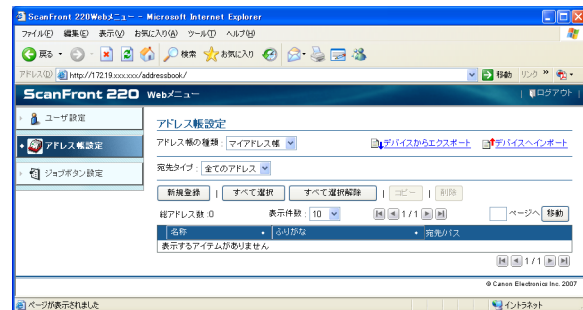 ScanFront 220Webメニュー - Microsoft Internet Explorer
ファイル(F) 編集(E) 表示(V) お気に入り(A) ツール(T) ヘルプ(H)
戻る 検索 お気に入り
アドレス(D) http://172.19.xxx.xxx/addressbook/ 移動 リンク »
ScanFront 220 Webメニュー | ログアウト |
ユーザ設定
アドレス帳設定
ジョブボタン設定
アドレス帳設定
アドレス帳の種類 : マイアドレス帳 デバイスからエクスポート デバイスへインポート
宛先タイプ : 全てのアドレス
新規登録 | すべて選択 すべて選択解除 | コピー | 削除
総アドレス数 :0 表示件数 : 10 1 / 1 ページへ 移動
名称 ふりがな 宛先/パス
表示するアイテムがありません
1 / 1
© Canon Electronics Inc. 2007
ページが表示されました イントラネット